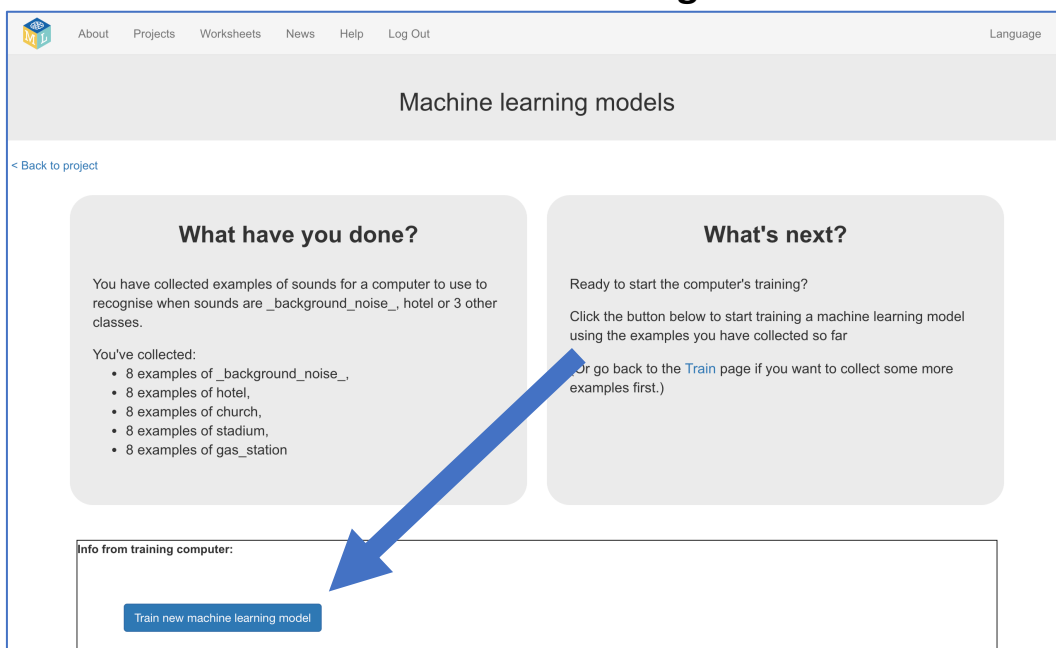 About Projects Worksheets News Help Log Out Language
Machine learning models
< Back to project
What have you done?
You have collected examples of sounds for a computer to use to
recognise when sounds are _background_noise_, hotel or 3 other
classes.
You've collected:
• 8 examples of _background_noise_,
• 8 examples of hotel,
• 8 examples of church,
• 8 examples of stadium,
• 8 examples of gas_station
What's next?
Ready to start the computer's training?
Click the button below to start training a machine learning model
using the examples you have collected so far
Or go back to the Train page if you want to collect some more
examples first.)
Info from training computer:
Train new machine learning model